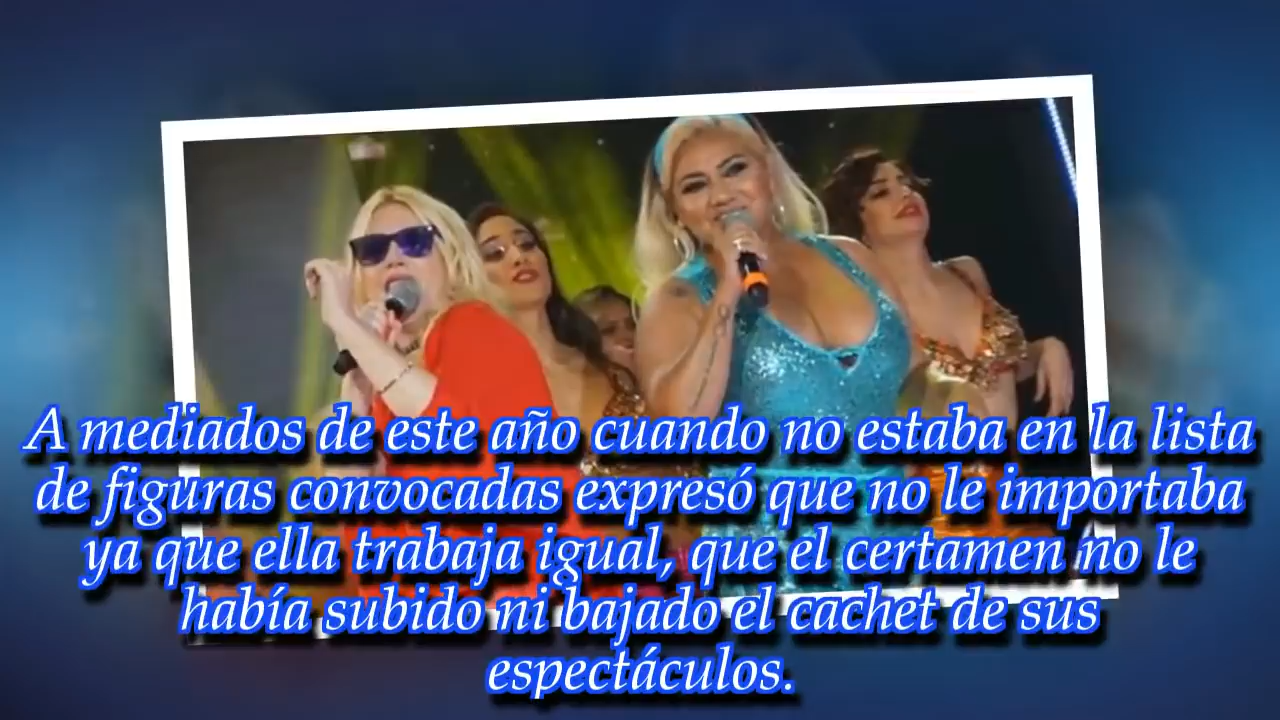 A mediados de este año cuando no estaba en la lista
de figuras convocadas expresó que no le importaba
ya que ella trabaja igual, que el certamen no le
había subido ni bajado el cachet de sus
espectáculos.